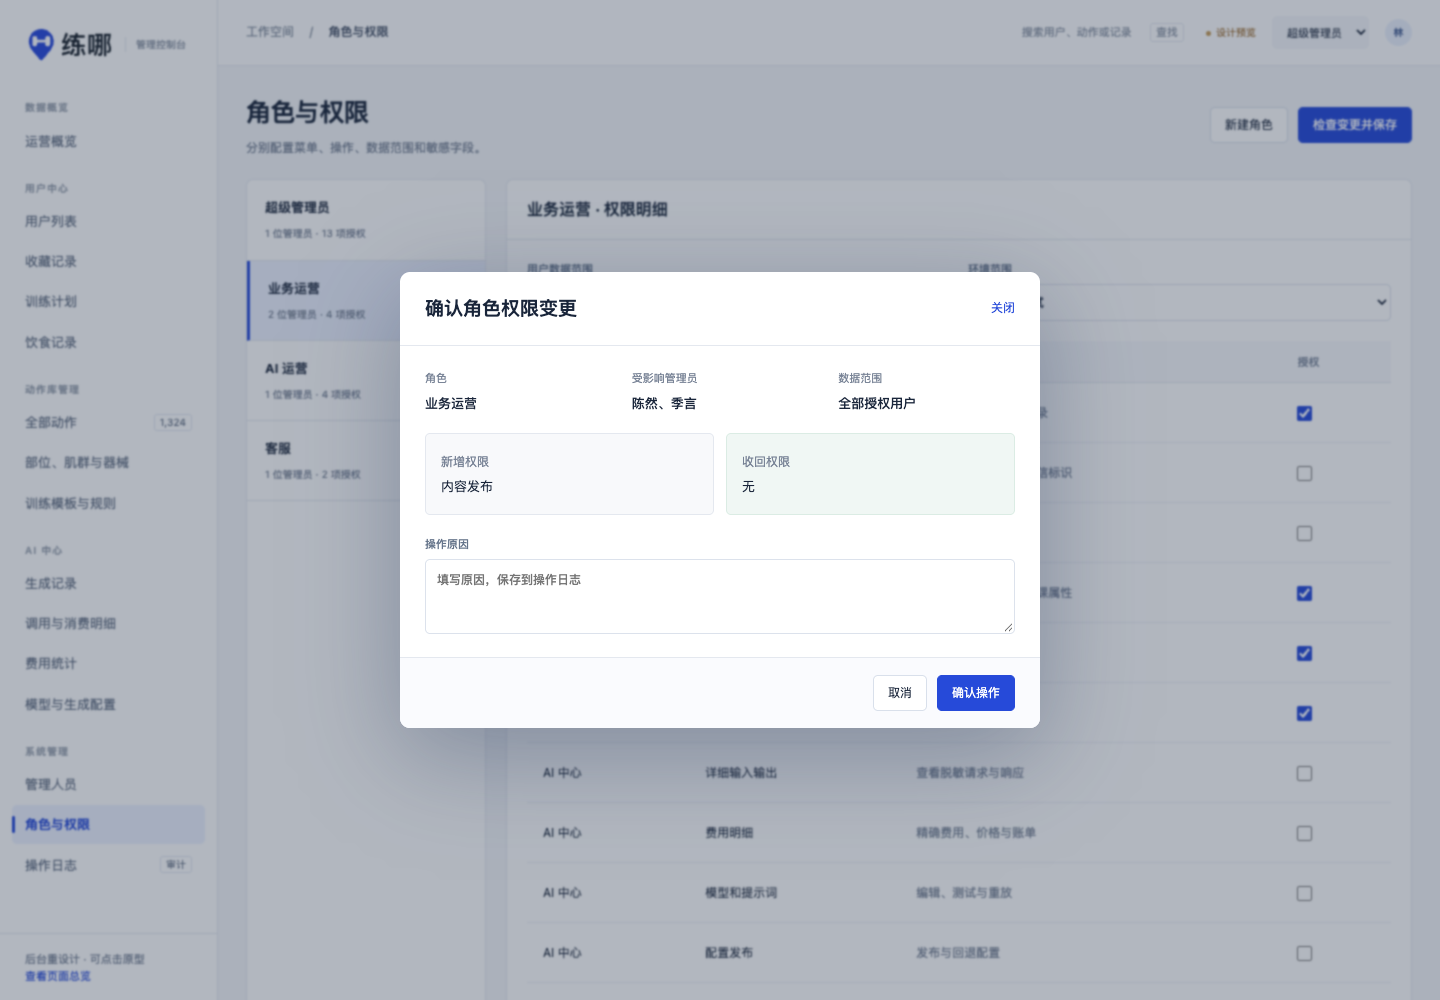 练哪
管理控制台
数据概览
运营概览
用户中心
用户列表
收藏记录
训练计划
饮食记录
动作库管理
全部动作
1,324
部位、肌群与器械
训练模板与规则
AI 中心
生成记录
调用与消费明细
费用统计
模型与生成配置
系统管理
管理人员
角色与权限
操作日志
审计
后台重设计 · 可点击原型
查看页面总览
工作空间 / 角色与权限
搜索用户、动作或记录
查找
设计预览
超级管理员
林
角色与权限
分别配置菜单、操作、数据范围和敏感字段。
新建角色
检查变更并保存
超级管理员
1 位管理员 · 13 项授权
业务运营
2 位管理员 · 4 项授权
AI 运营
1 位管理员 · 4 项授权
客服
1 位管理员 · 2 项授权
业务运营 · 权限明细
用户数据范围
环境范围
授权
确认角色权限变更
关闭
角色
业务运营
受影响管理员
陈然、季言
数据范围
全部授权用户
新增权限
内容发布
收回权限
无
操作原因
填写原因，保存到操作日志
取消
确认操作
标识
属性
AI 中心 详细输入输出 查看脱敏请求与响应
AI 中心 费用明细 精确费用、价格与账单
AI 中心 模型和提示词 编辑、测试与重放
AI 中心 配置发布 发布与回退配置